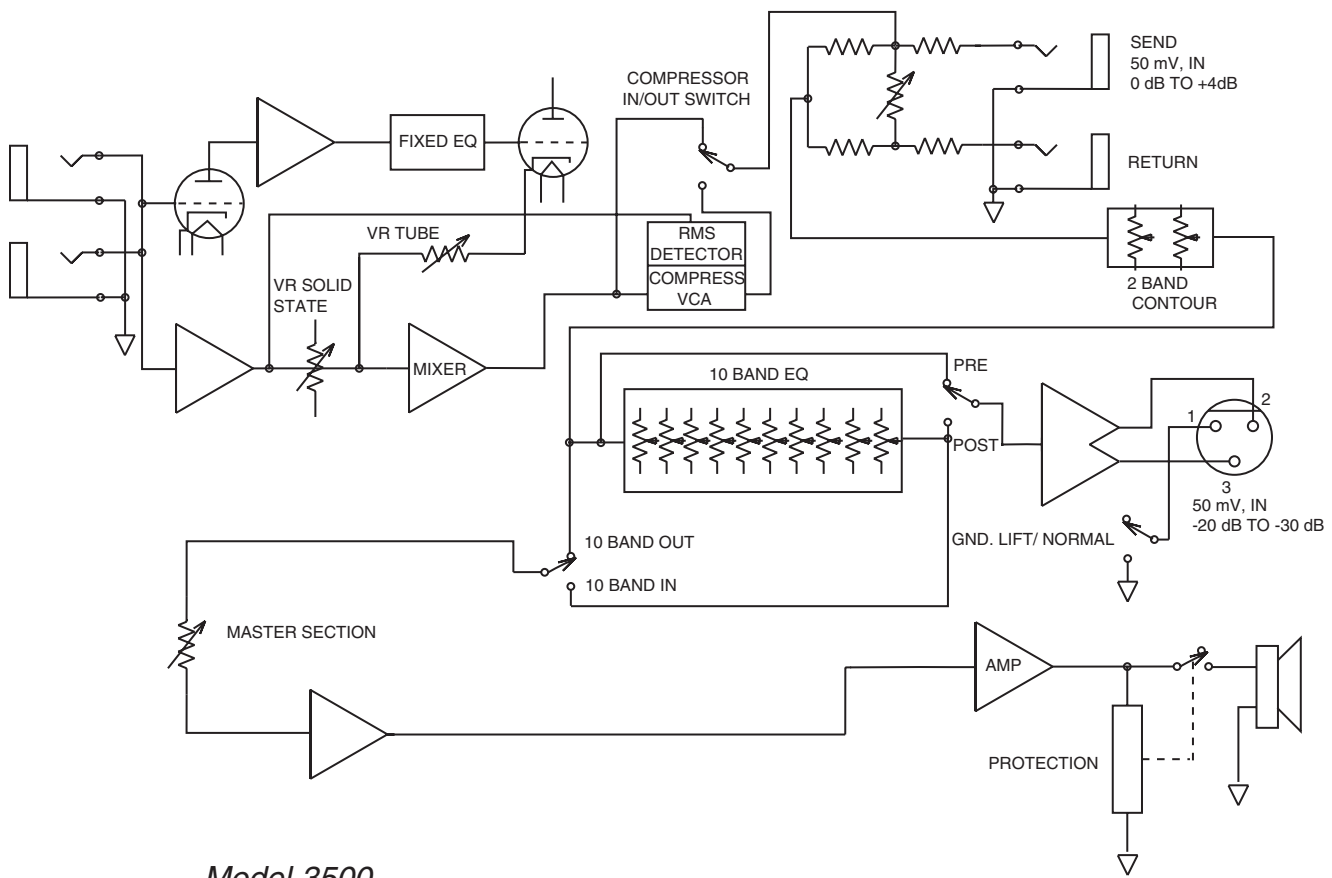 COMPRESSOR
IN/OUT SWITCH
SEND
50 mV, IN
0 dB TO +4dB
FIXED EQ
RETURN
VR TUBE
RMS
DETECTOR
COMPRESS
VCA
VR SOLID
STATE
2 BAND
CONTOUR
MIXER
10 BAND EQ
PRE
POST
1
2
3
50 mV, IN
-20 dB TO -30 dB
GND. LIFT/ NORMAL
10 BAND OUT
10 BAND IN
MASTER SECTION
AMP
PROTECTION
Model 3500